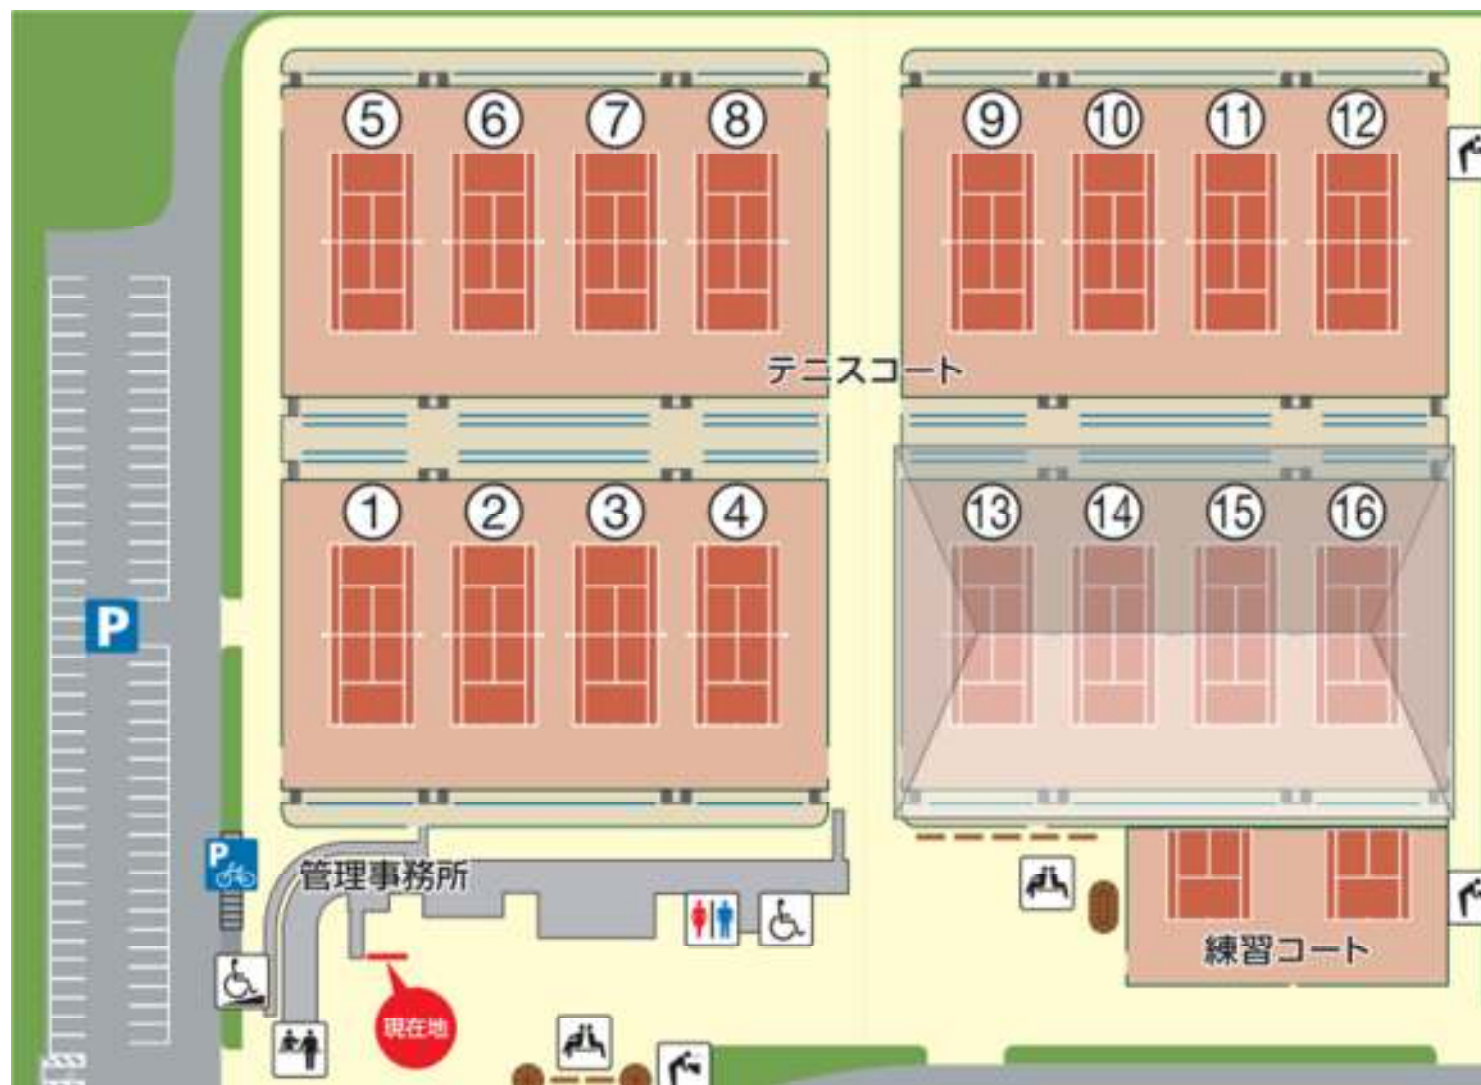 ⑤ ⑥ ⑦ ⑧ ⑨ ⑩ ⑪ ⑫
テニスコート
① ② ③ ④ ⑬ ⑭ ⑮ ⑯
P
P
管理事務所
練習コート
現在地